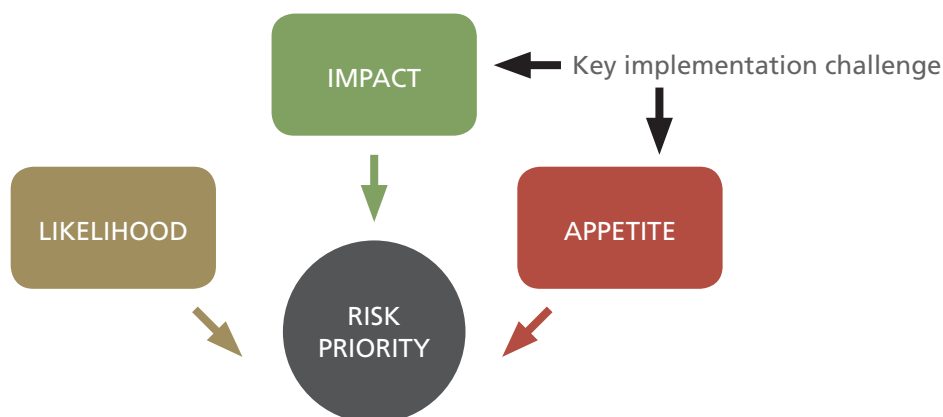 IMPACT
Key implementation challenge
LIKELIHOOD
APPETITE
RISK
PRIORITY